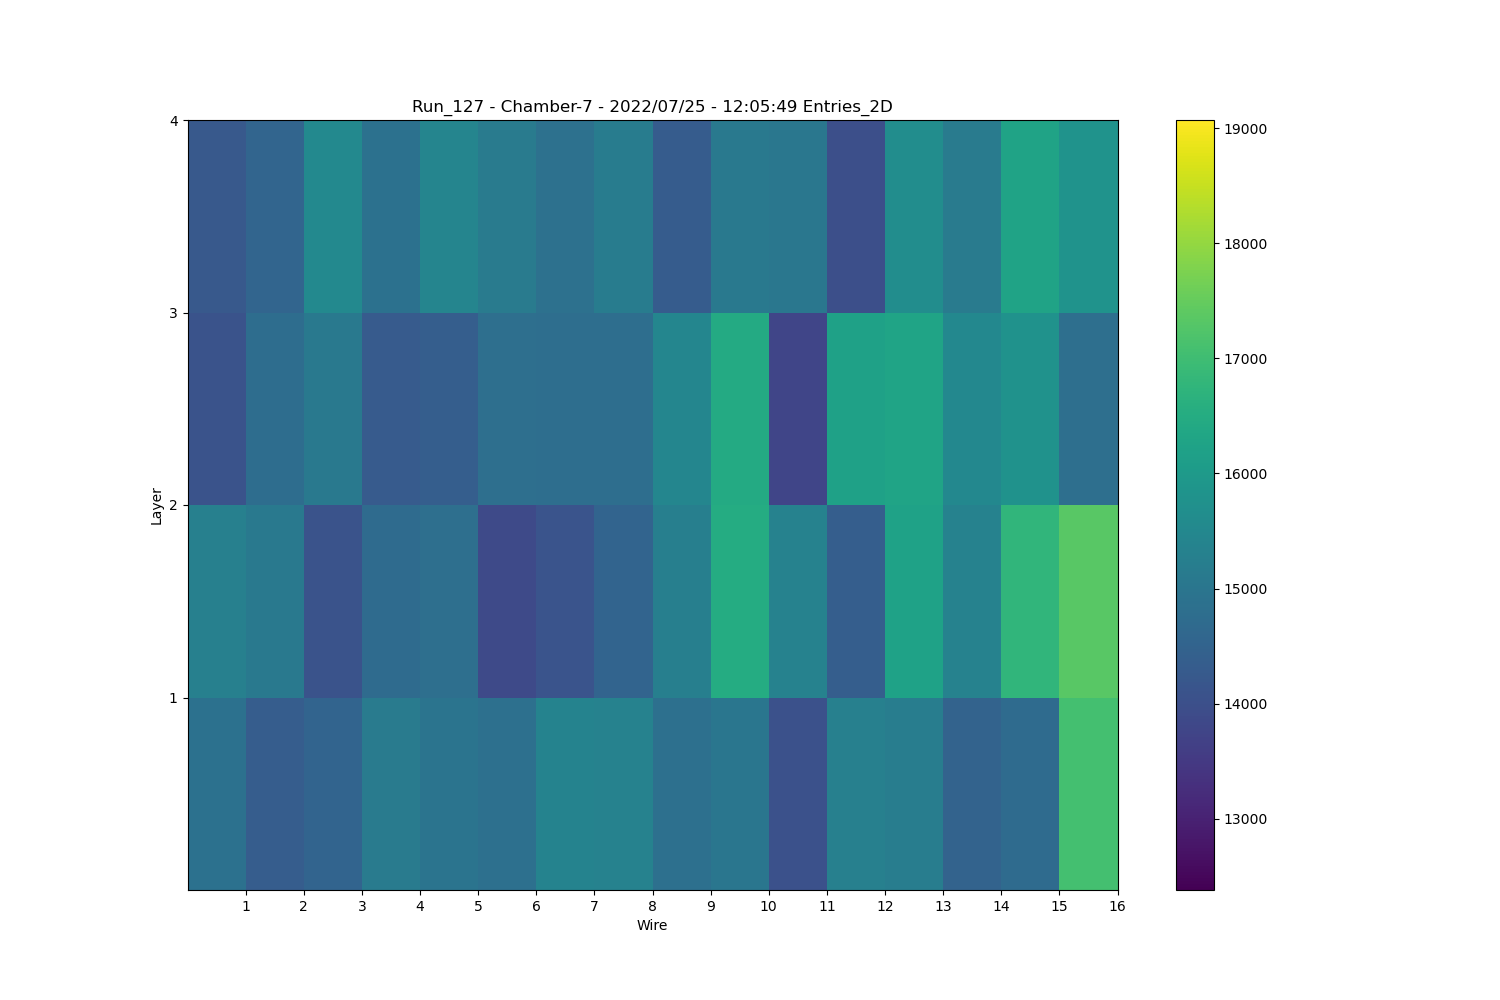 Run_127 - Chamber-7 - 2022/07/25 - 12:05:49 Entries_2D
4
3
2
1
Layer
1 2 3 4 5 6 7 8 9 10 11 12 13 14 15 16
Wire
19000
18000
17000
16000
15000
14000
13000